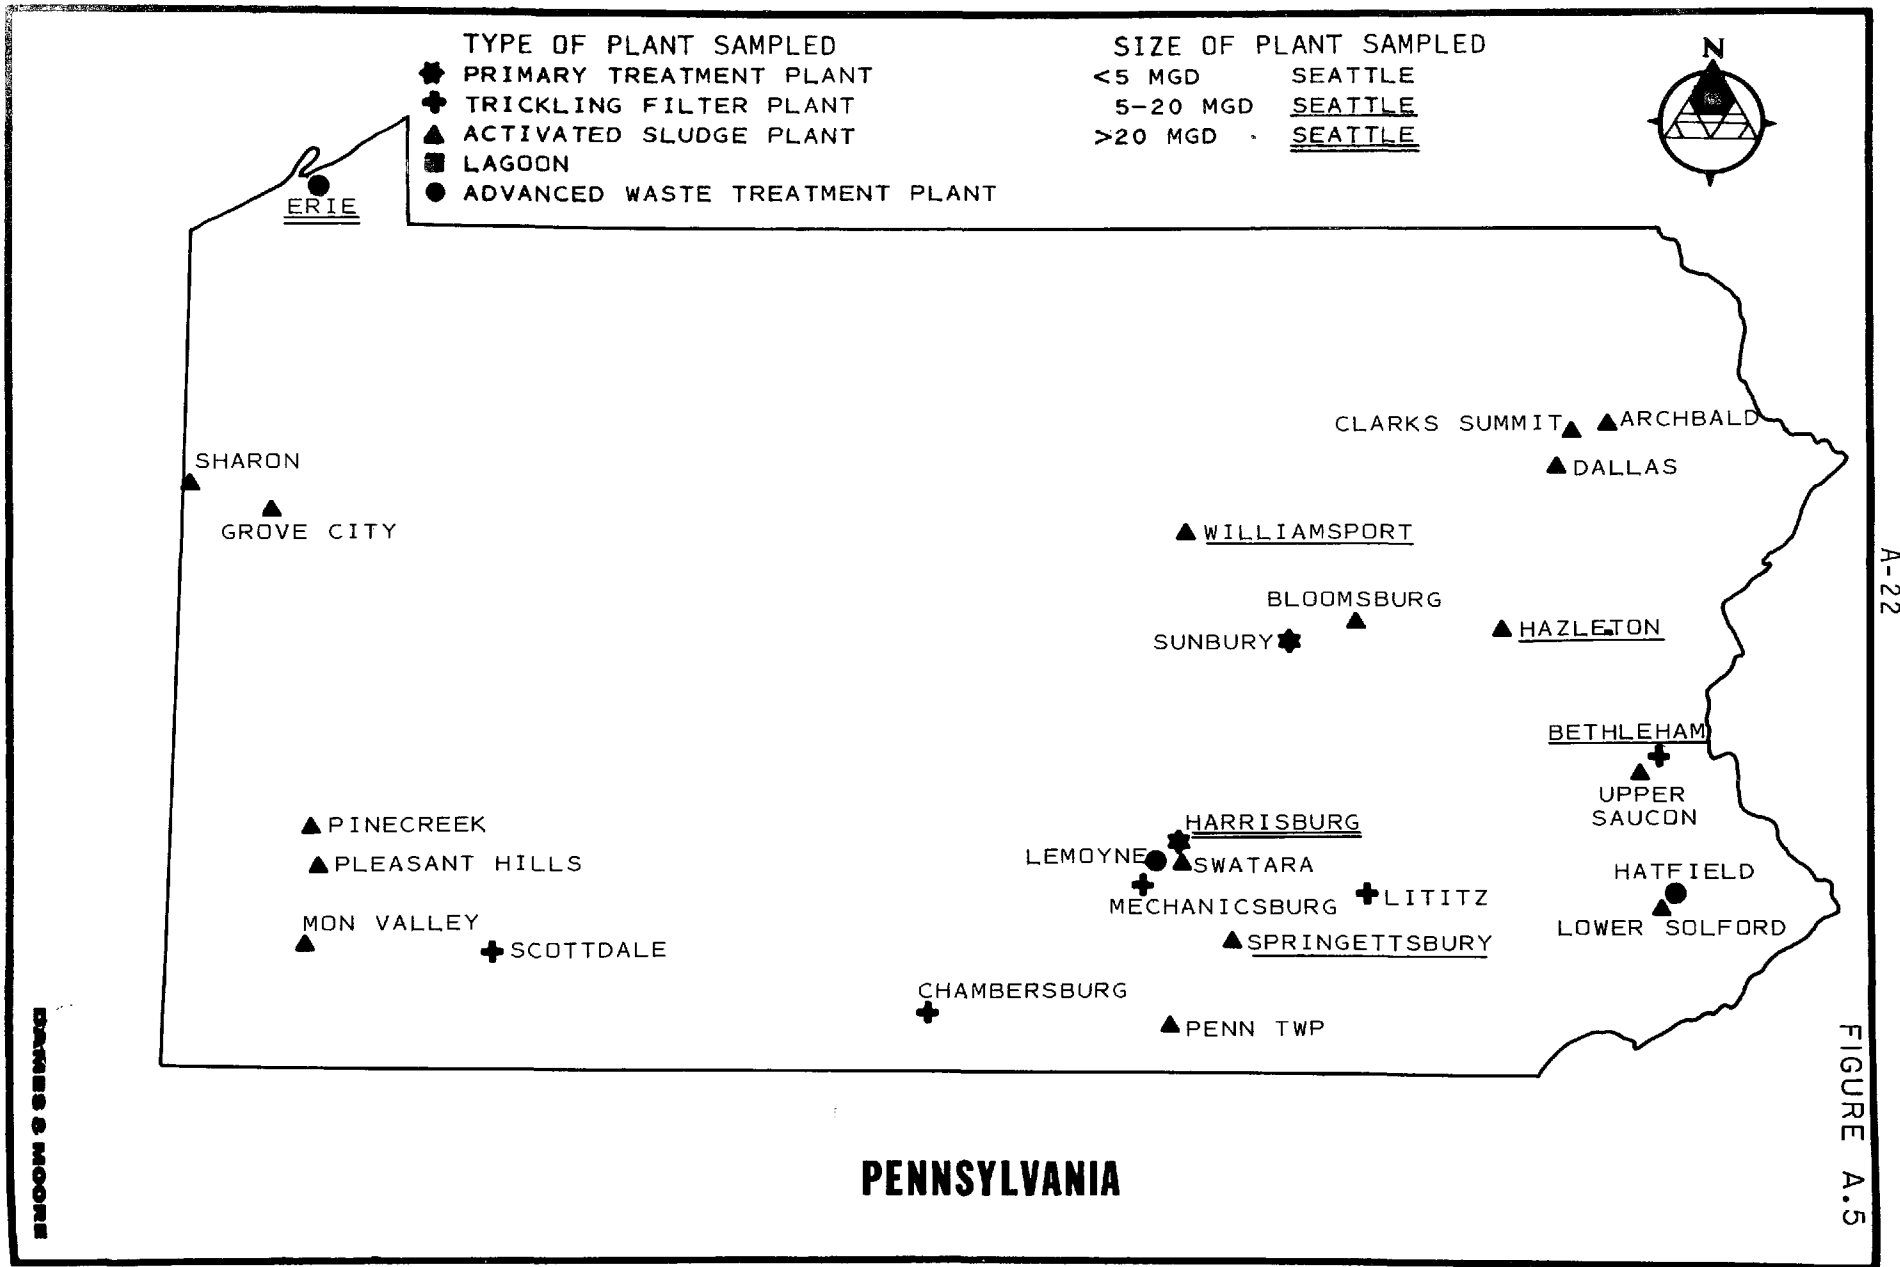 TYPE OF PLANT SAMPLED
PRIMARY TREATMENT PLANT
TRICKLING FILTER PLANT
ACTIVATED SLUDGE PLANT
LAGOON
ADVANCED WASTE TREATMENT PLANT
SIZE OF PLANT SAMPLED
<5 MGD SEATTLE
5-20 MGD SEATTLE
>20 MGD SEATTLE
N
ERIE
CLARKS SUMMIT
ARCHBALD
DALLAS
SHARON
GROVE CITY
WILLIAMSPORT
BLOOMSBURG
SUNBURY
HAZLETON
BETHLEHAM
UPPER
SAUCON
PINECREEK
PLEASANT HILLS
HARRISBURG
LEMOYNE
SWATARA
MECHANICSBURG
LITITZ
HATFIELD
LOWER SOLFORD
MON VALLEY
SCOTTDALE
SPRINGETTSBURY
CHAMBERSBURG
PENN TWP
PENNSYLVANIA
DAMES & MOORE
A-22
FIGURE A.5